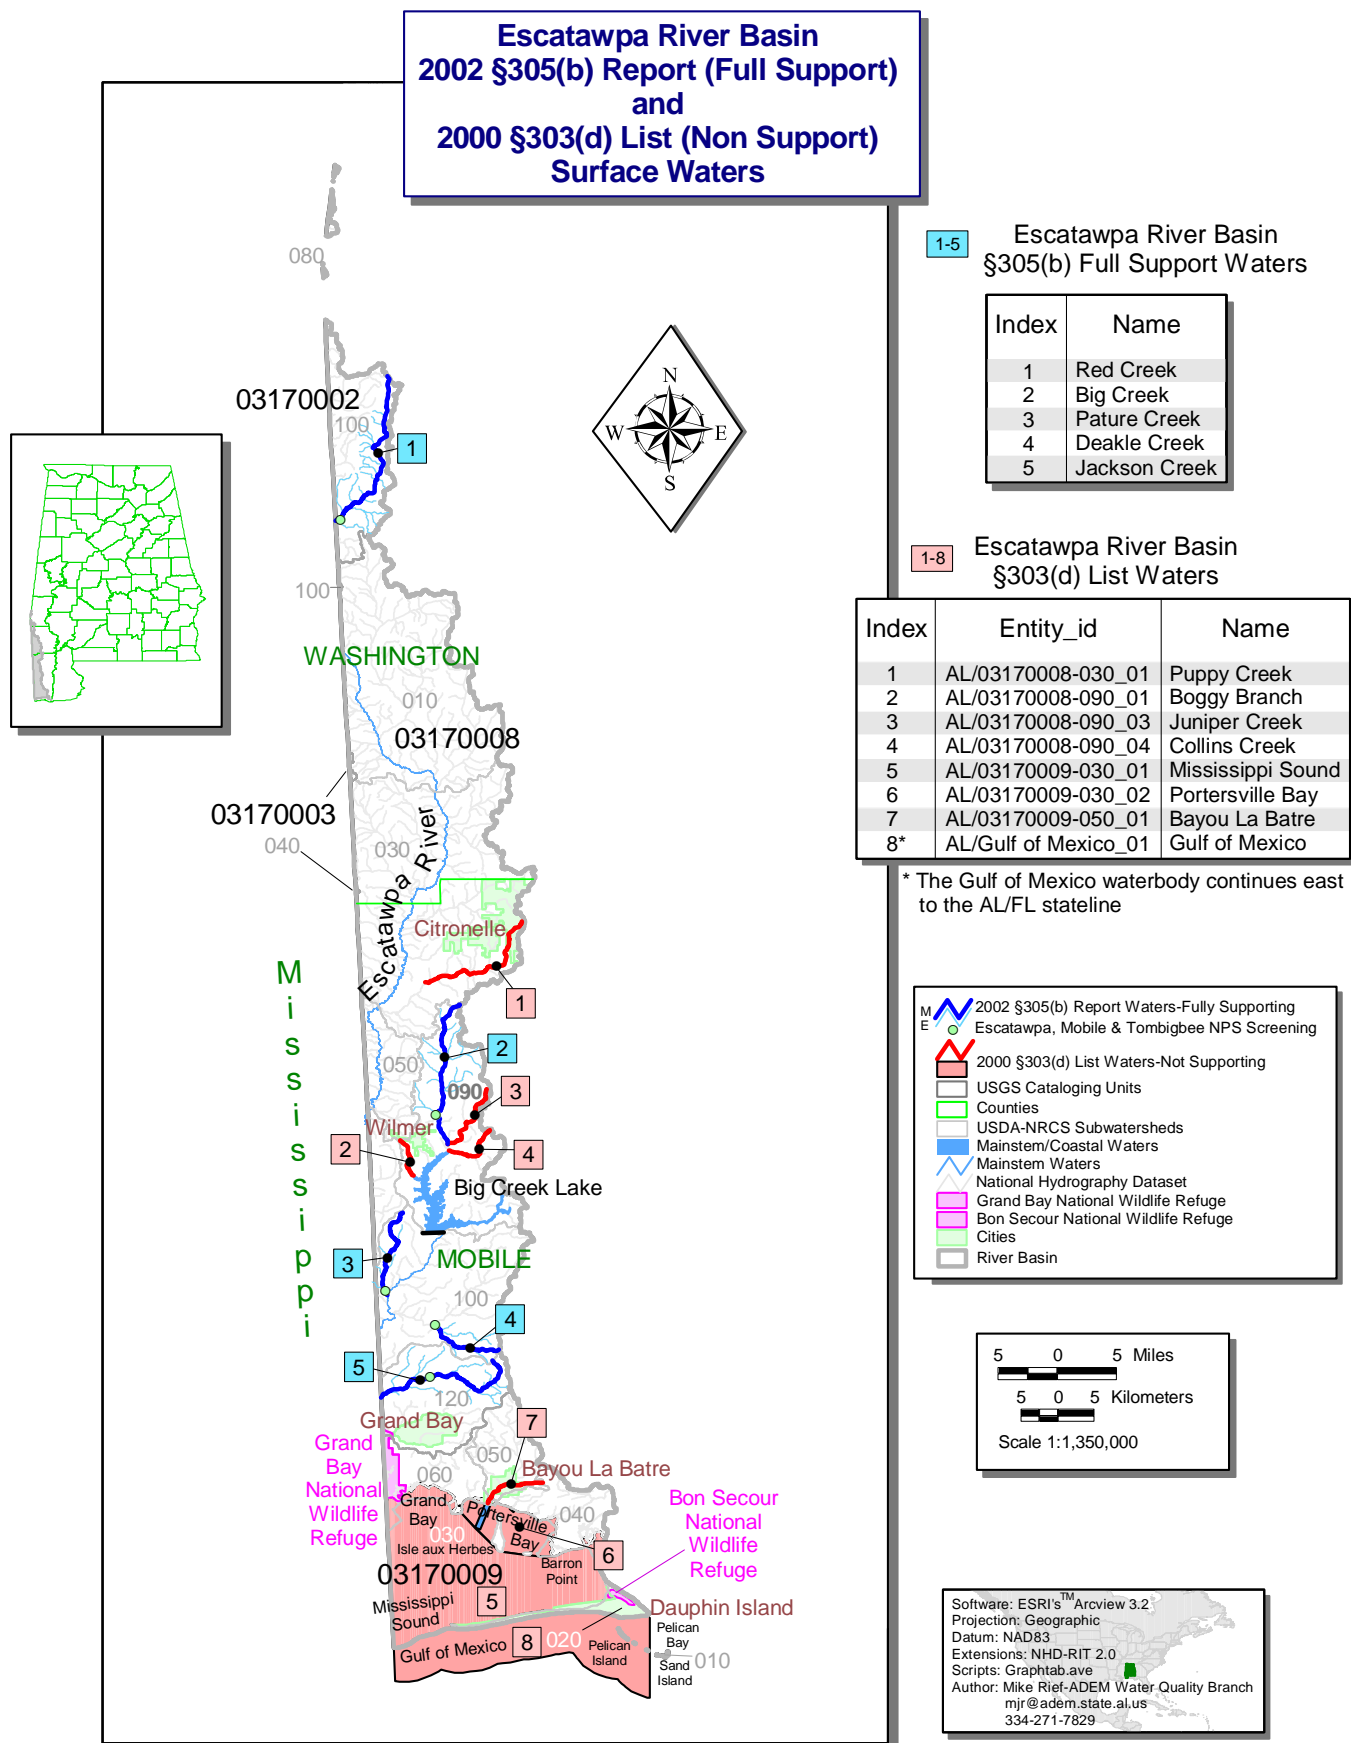 Escatawpa River Basin
2002 §305(b) Report (Full Support)
and
2000 §303(d) List (Non Support)
Surface Waters
1-5
Escatawpa River Basin
§305(b) Full Support Waters
Index Name
1 Red Creek
2 Big Creek
3 Pature Creek
4 Deakle Creek
5 Jackson Creek
1-8
Escatawpa River Basin
§303(d) List Waters
Index Entity_id Name
1 AL/03170008-030_01 Puppy Creek
2 AL/03170008-090_01 Boggy Branch
3 AL/03170008-090_03 Juniper Creek
4 AL/03170008-090_04 Collins Creek
5 AL/03170009-030_01 Mississippi Sound
6 AL/03170009-030_02 Portersville Bay
7 AL/03170009-050_01 Bayou La Batre
8* AL/Gulf of Mexico_01 Gulf of Mexico
* The Gulf of Mexico waterbody continues east
to the AL/FL stateline
M
E
2002 §305(b) Report Waters-Fully Supporting
Escatawpa, Mobile & Tombigbee NPS Screening
2000 §303(d) List Waters-Not Supporting
USGS Cataloging Units
Counties
USDA-NRCS Subwatersheds
Mainstem/Coastal Waters
Mainstem Waters
National Hydrography Dataset
Grand Bay National Wildlife Refuge
Bon Secour National Wildlife Refuge
Cities
River Basin
5 0 5 Miles
5 0 5 Kilometers
Scale 1:1,350,000
Software: ESRI's™ Arcview 3.2
Projection: Geographic
Datum: NAD83
Extensions: NHD-RIT 2.0
Scripts: Graphtab.ave
Author: Mike Rief-ADEM Water Quality Branch
mjr@adem.state.al.us
334-271-7829
080
N
W E
S
03170002
100
1
100
WASHINGTON
010
03170008
03170003
040
030
Escatawpa River
Citronelle
1
Mississippi
2
050
090
3
Wilmer
2
4
Big Creek Lake
3
MOBILE
100
4
5
120
Grand Bay
7
Grand
Bay
National
Wildlife
Refuge
050
060
Bayou La Batre
Bon Secour
National
Wildlife
Refuge
Grand
Bay
Portersville
Bay
040
030
Isle aux Herbes
6
Barron
Point
03170009
5
Mississippi
Sound
Dauphin Island
Gulf of Mexico
8
020
Pelican
Island
Pelican
Bay
010
Sand
Island